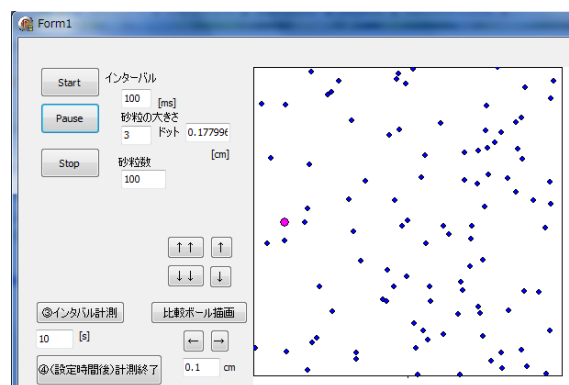 Form1
Start
インターバル
100 [ms]
Pause
砂粒の大きさ
3 ドット 0.17799
[cm]
Stop
砂粒数
100
↑↑ ↑
↓↓ ↓
③インタバル計測 比較ボール描画
10 [s] ← →
④(設定時間後)計測終了 0.1 cm